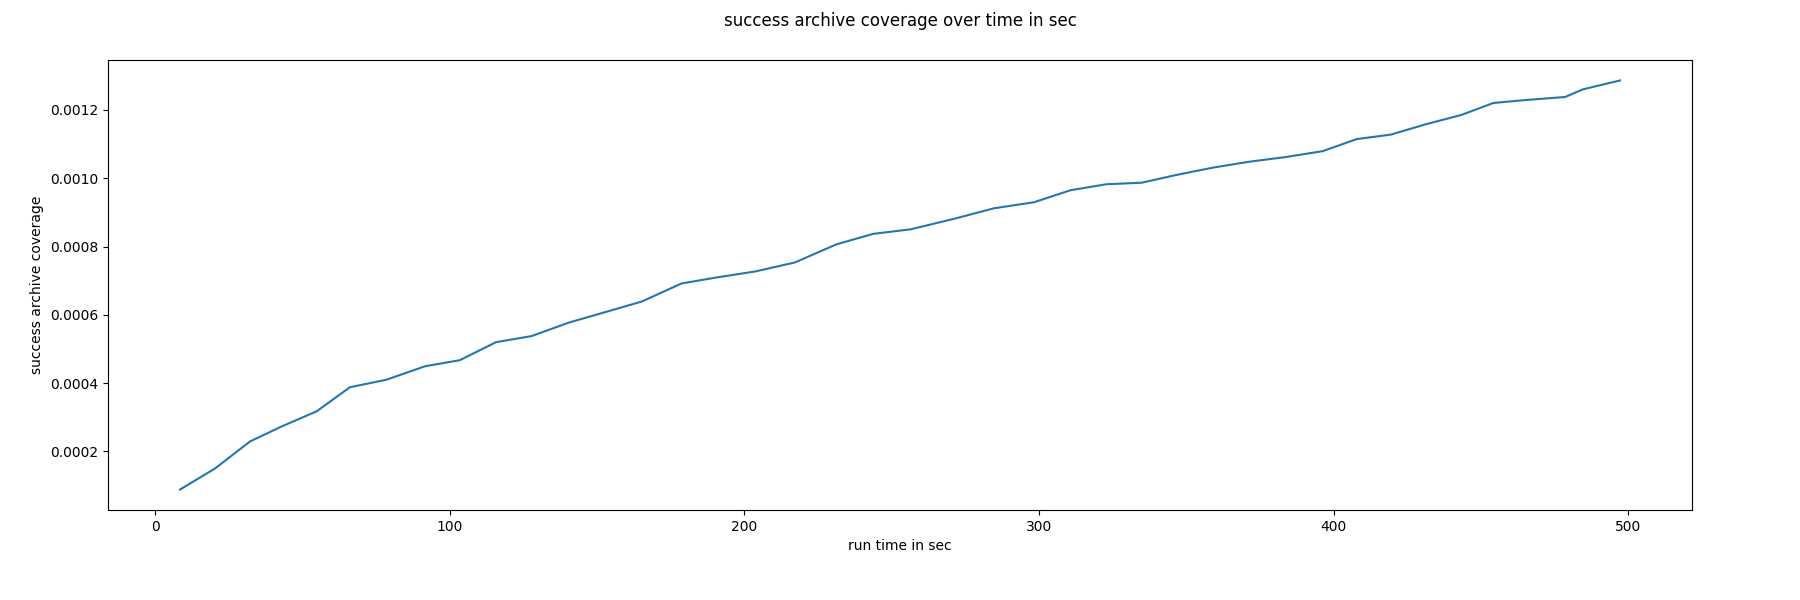 success archive coverage over time in sec
0.0012
0.0010
0.0008
0.0006
0.0004
0.0002
success archive coverage
0 100 200 300 400 500
run time in sec